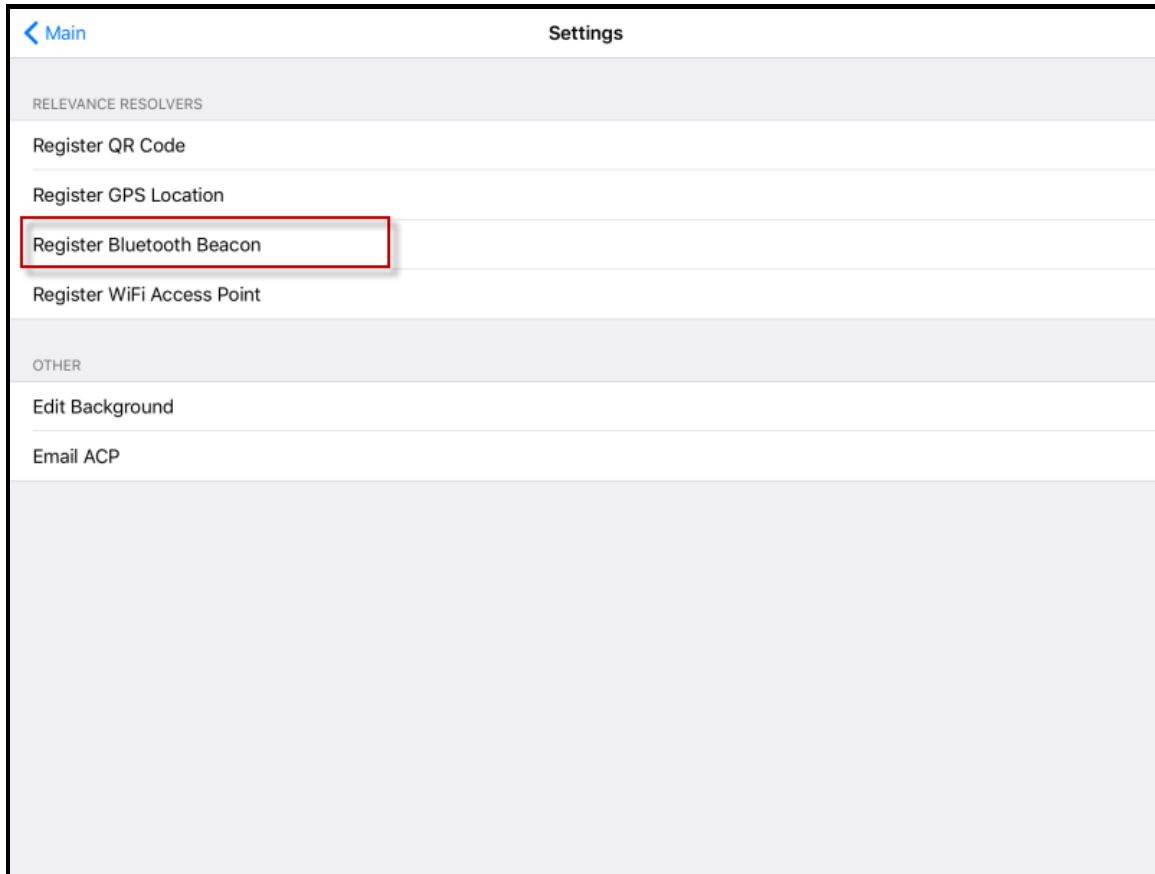 Main
Settings
RELEVANCE RESOLVERS
Register QR Code
Register GPS Location
Register Bluetooth Beacon
Register WiFi Access Point
OTHER
Edit Background
Email ACP